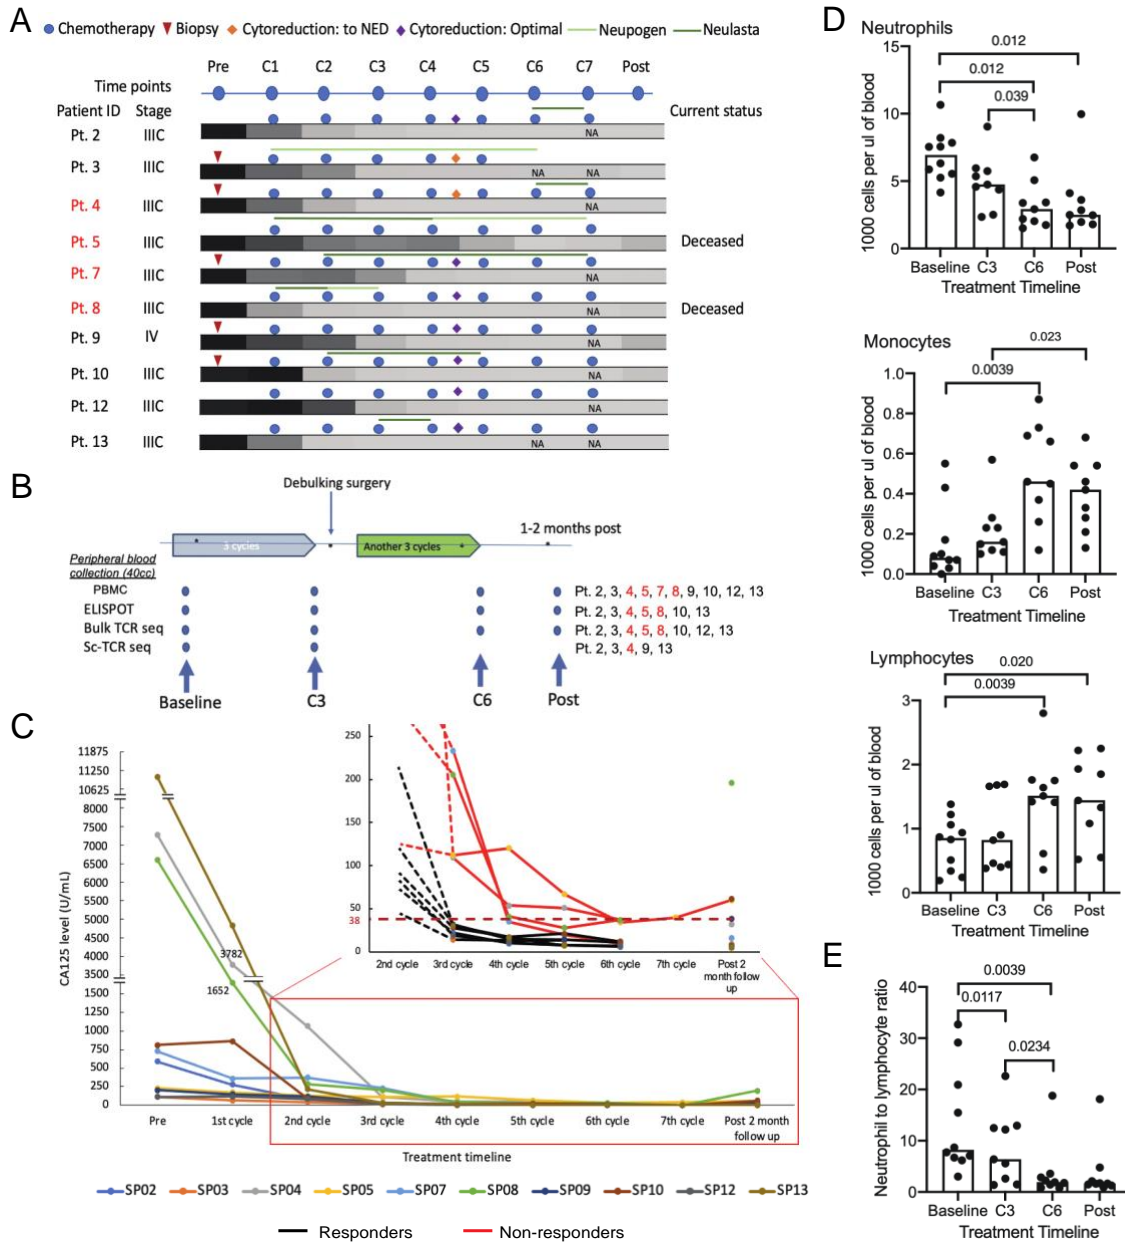 A
Chemotherapy Biopsy Cytoreduction: to NED Cytoreduction: Optimal Neupogen Neulasta
Pre C1 C2 C3 C4 C5 C6 C7 Post
Time points
Patient ID Stage Current status
Pt. 2 IIIC NA
Pt. 3 IIIC NA NA
Pt. 4 IIIC NA
Pt. 5 IIIC Deceased
Pt. 7 IIIC NA
Pt. 8 IIIC NA Deceased
Pt. 9 IV NA
Pt. 10 IIIC NA
Pt. 12 IIIC NA
Pt. 13 IIIC NA NA
B
Debulking surgery
3 cycles Another 3 cycles 1-2 months post
Peripheral blood
collection (40cc)
PBMC Pt. 2, 3, 4, 5, 7, 8, 9, 10, 12, 13
ELISPOT Pt. 2, 3, 4, 5, 8, 10, 13
Bulk TCR seq Pt. 2, 3, 4, 5, 8, 10, 12, 13
Sc-TCR seq Pt. 2, 3, 4, 9, 13
Baseline C3 C6 Post
C
CA125 level (U/mL)
11875
11250
10625
8000
7500
7000
6500
6000
5500
5000
4500
4000
3500
1500
1250
1000
750
500
250
0
3782
1652
Pre 1st cycle 2nd cycle 3rd cycle 4th cycle 5th cycle 6th cycle 7th cycle Post 2 month
follow up
Treatment timeline
250
200
150
100
50
38
0
2nd cycle 3rd cycle 4th cycle 5th cycle 6th cycle 7th cycle Post 2
month follow
up
SP02 SP03 SP04 SP05 SP07 SP08 SP09 SP10 SP12 SP13
Responders Non-responders
D
Neutrophils
1000 cells per ul of blood
15
10
5
0
0.012
0.012
0.039
Baseline C3 C6 Post
Treatment Timeline
Monocytes
1000 cells per ul of blood
1.0
0.8
0.6
0.4
0.2
0.0
0.023
0.0039
Baseline C3 C6 Post
Treatment Timeline
Lymphocytes
1000 cells per ul of blood
3
2
1
0
0.020
0.0039
Baseline C3 C6 Post
Treatment Timeline
E
Neutrophil to lymphocyte ratio
40
30
20
10
0
0.0039
0.0117
0.0234
Baseline C3 C6 Post
Treatment Timeline